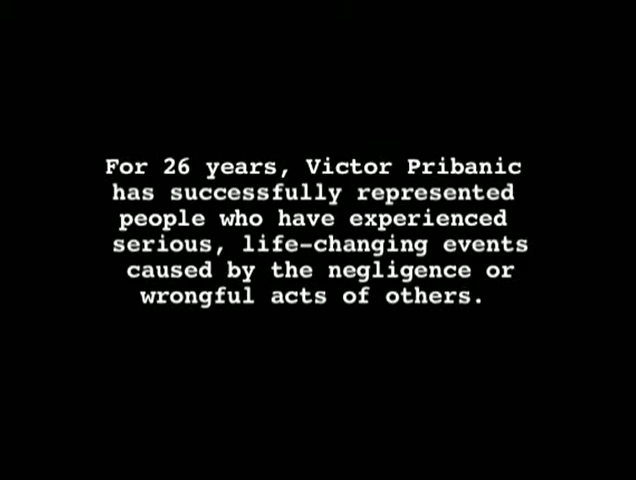 For 26 years, Victor Pribanic
has successfully represented
people who have experienced
serious, life-changing events
caused by the negligence or
wrongful acts of others.